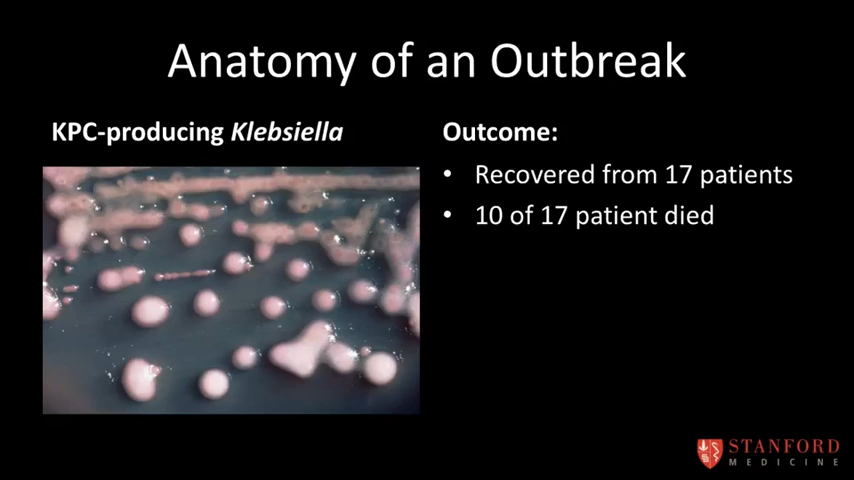 Anatomy of an Outbreak
KPC-producing Klebsiella
Outcome:
• Recovered from 17 patients
• 10 of 17 patient died
STANFORD
MEDICINE